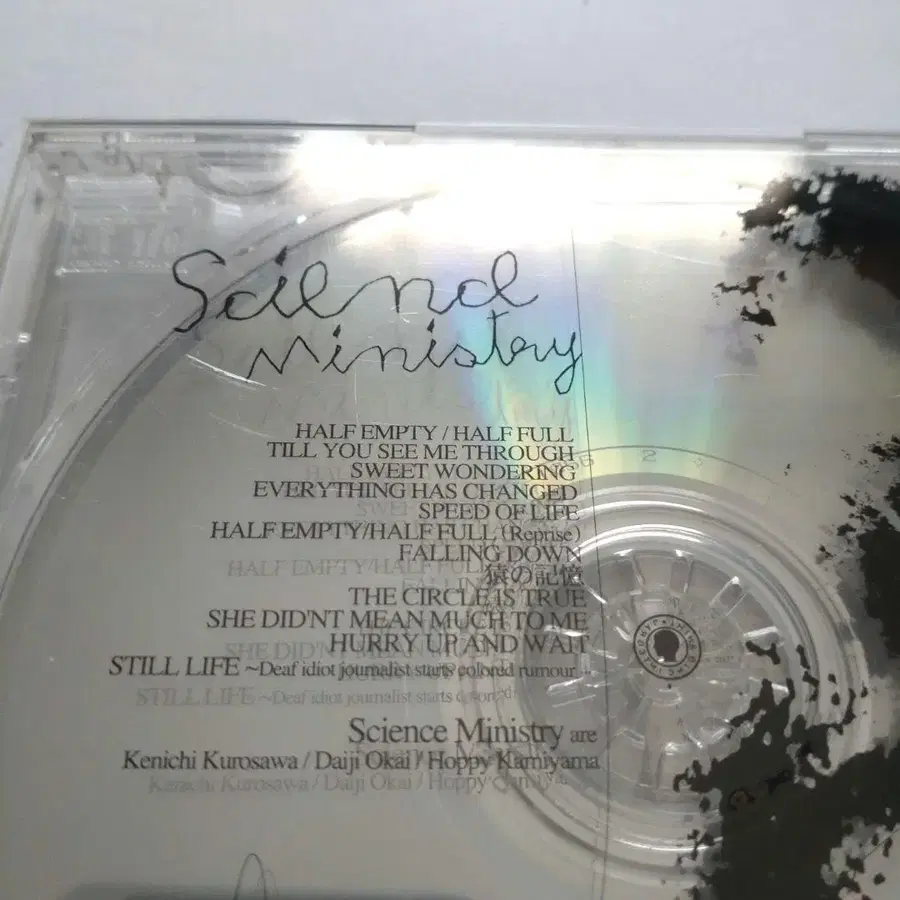 Science
Ministry
HALF EMPTY / HALF FULL
TILL YOU SEE ME THROUGH
SWEET WONDERING
EVERYTHING HAS CHANGED
SPEED OF LIFE
HALF EMPTY/HALF FULL (Reprise)
FALLING DOWN
猿の記憶
THE CIRCLE IS TRUE
SHE DID'NT MEAN MUCH TO ME
HURRY UP AND WAIT
STILL LIFE ~Deaf idiot journalist starts colored rumour~
Science Ministry are
Kenichi Kurosawa / Daiji Okai / Hoppy Kamiyama